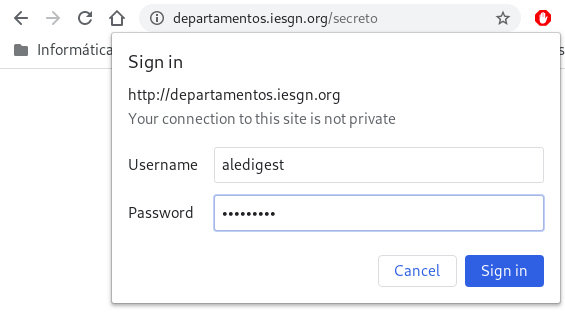 departamentos.iesgn.org/secreto
Informática
Sign in
http://departamentos.iesgn.org
Your connection to this site is not private
Username aledigest
Password •••••••••
Cancel Sign in